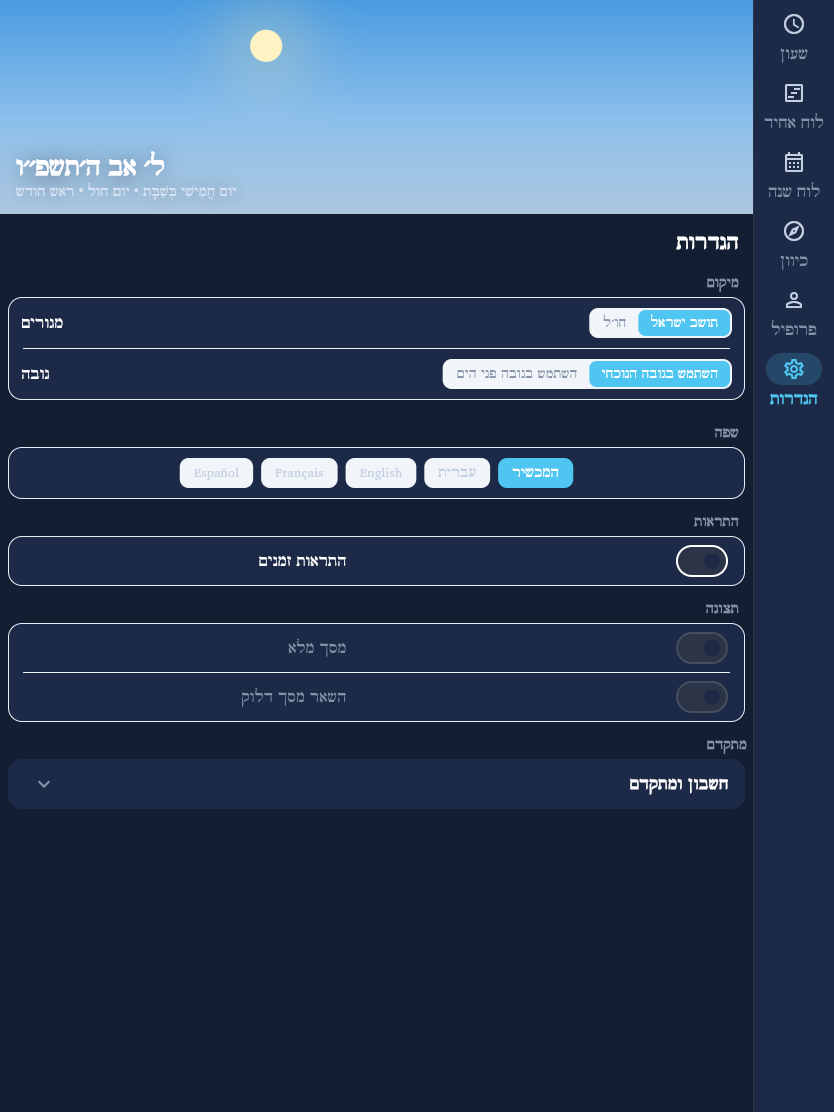 שעון
לוח אחיד
לוח שנה
כיוון
פרופיל
הגדרות
ל׳ אב ה׳תשפ״ו
יוֹם חֲמִישִׁי בְּשַׁבָּת • יום חול • ראש חודש
הגדרות
מיקום
מגורים
תושב ישראל
חו״ל
גובה
השתמש בגובה הנוכחי
השתמש בגובה פני הים
שפה
המכשיר
עברית
English
Français
Español
התראות
התראות זמנים
תצוגה
מסך מלא
השאר מסך דלוק
מתקדם
חשבון ומתקדם